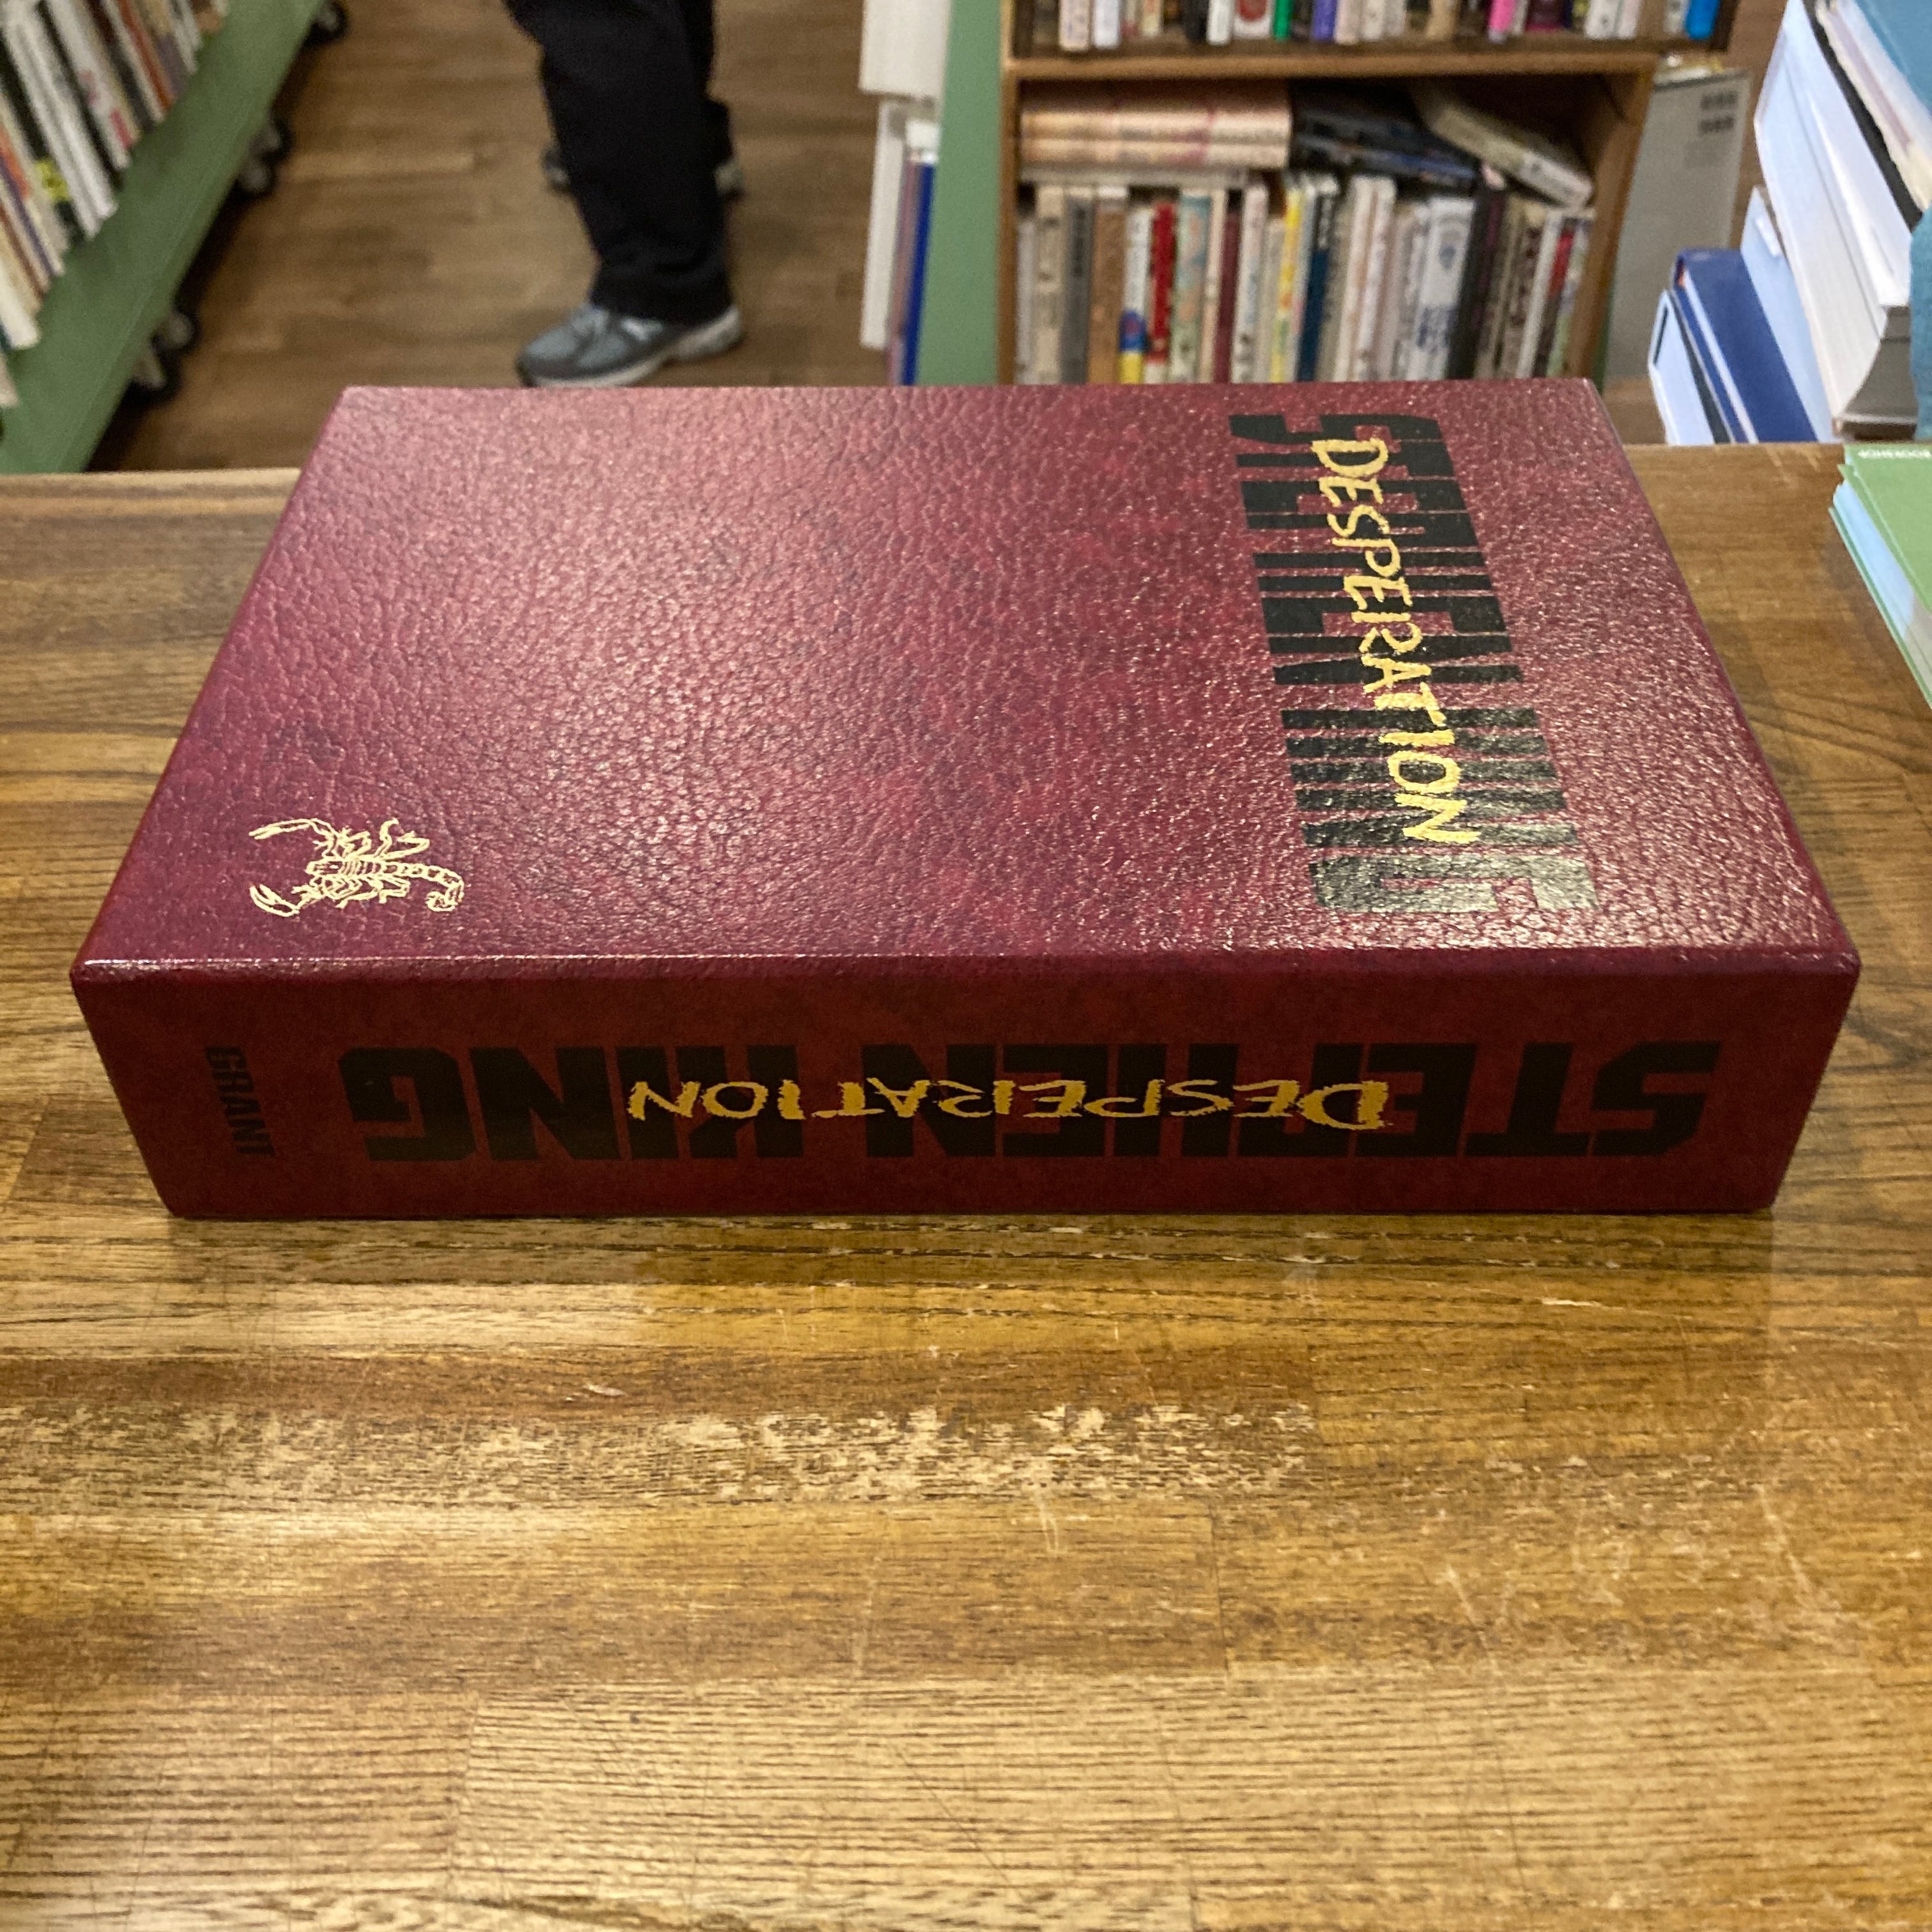 STEPHEN KING
DESPERATION
STEPHEN KING
DESPERATION
GRANT